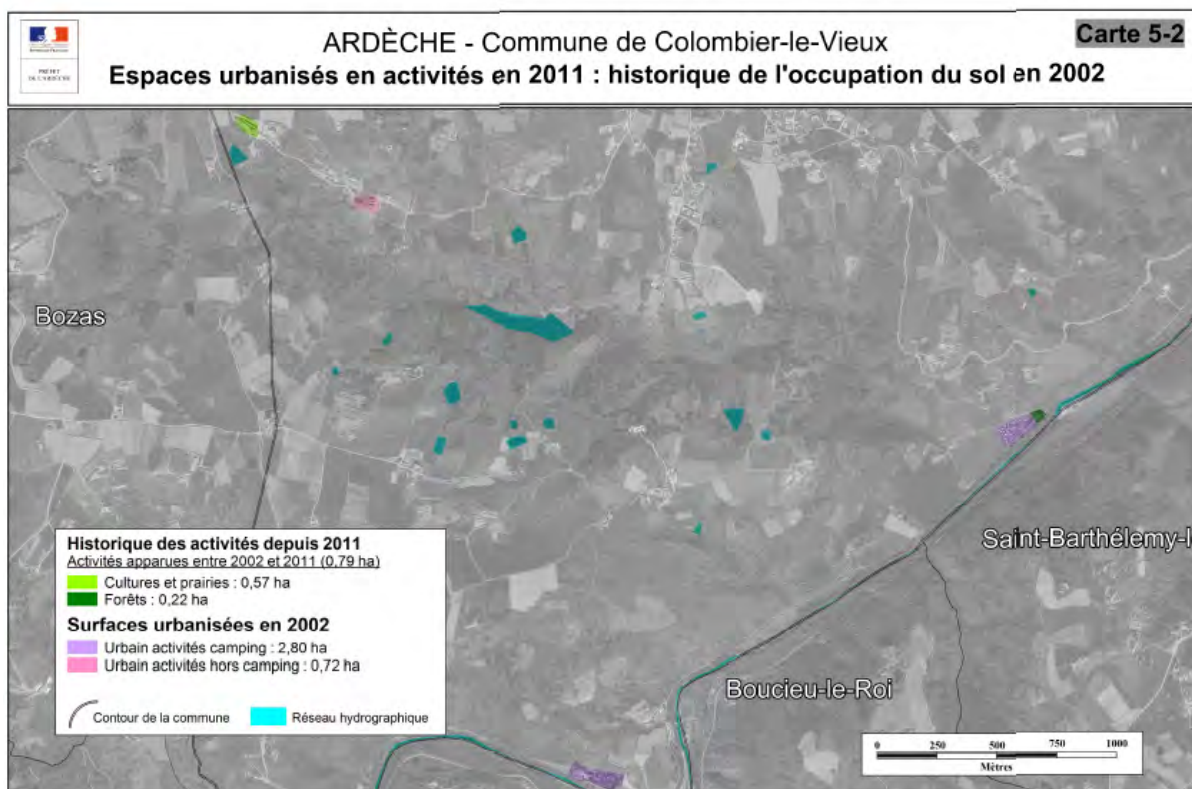 ARDÈCHE - Commune de Colombier-le-Vieux
Carte 5-2
Espaces urbanisés en activités en 2011 : historique de l'occupation du sol en 2002
PRÉFET
DE L'ARDÈCHE
Bozas
Saint-Barthélemy-l
Boucieu-le-Roi
Historique des activités depuis 2011
Activités apparues entre 2002 et 2011 (0,79 ha)
Cultures et prairies : 0,57 ha
Forêts : 0,22 ha
Surfaces urbanisées en 2002
Urbain activités camping : 2,80 ha
Urbain activités hors camping : 0,72 ha
Contour de la commune
Réseau hydrographique
0 250 500 750 1000
Mètres